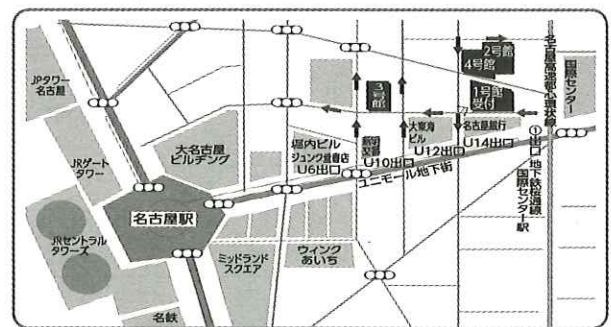 JPタワー
名古屋
JRゲート
タワー
JRセントラル
タワーズ
名古屋駅
名鉄
大名古屋
ビルヂング
堀内ビル
ジュンク堂書店
U6出口
ミッドランド
スクエア
ウィンク
あいち
3号館
U10出口
ユニモール地下街
大東海
ビル
U12出口
名古屋銀行
U14出口
2号館
4号館
1号館
受付
名古屋高速都心環状線
国際センター
①出口
地下鉄桜通線
国際センター駅